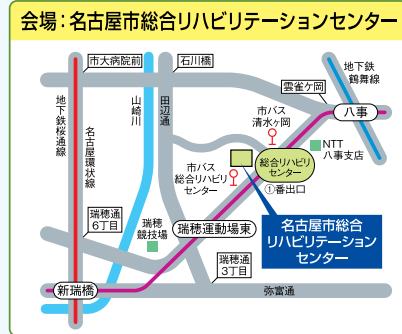 会場：名古屋市総合リハビリテーションセンター
市大病院前
石川橋
地下鉄
鶴舞線
雲雀ケ岡
地下鉄桜通線
名古屋環状線
山崎川
田辺通
市バス
清水ヶ岡
八事
NTT
八事支店
市バス
総合リハビリ
センター
総合リハビリ
センター
①番出口
瑞穂通
6丁目
瑞穂
競技場
瑞穂運動場東
名古屋市総合
リハビリテーション
センター
瑞穂通
3丁目
新瑞橋
弥富通